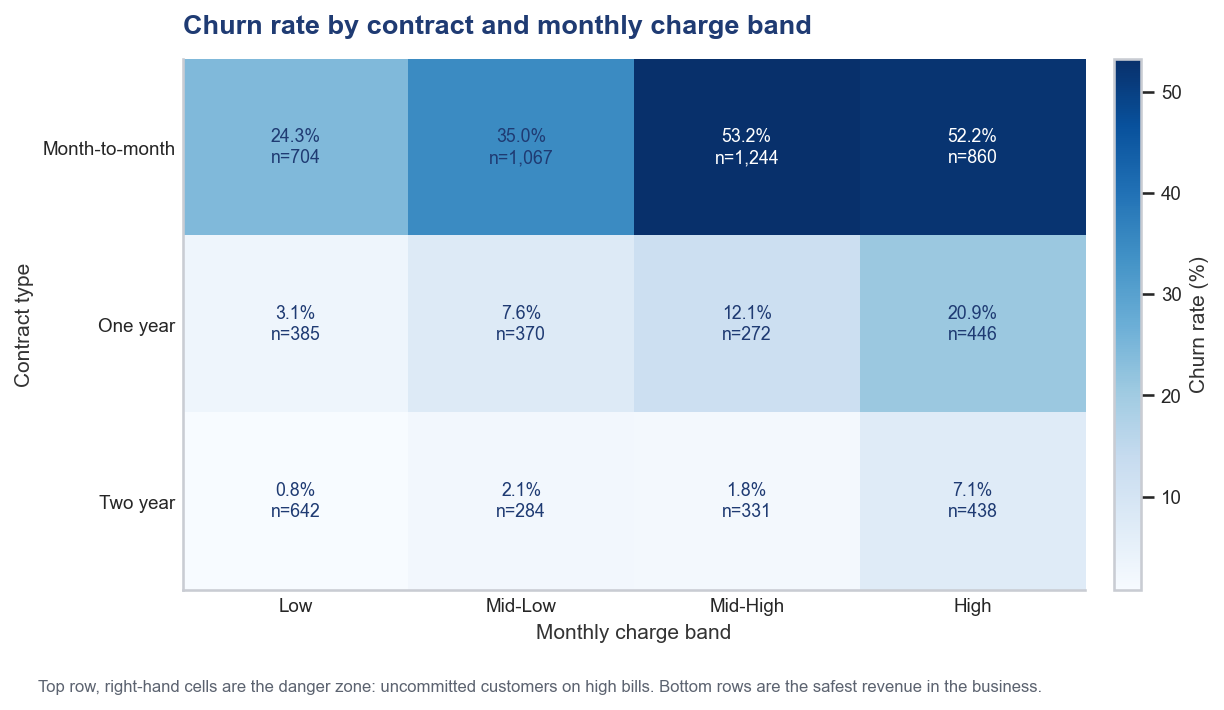 Churn rate by contract and monthly charge band
Month-to-month
24.3%
n=704
35.0%
n=1,067
53.2%
n=1,244
52.2%
n=860
One year
3.1%
n=385
7.6%
n=370
12.1%
n=272
20.9%
n=446
Two year
0.8%
n=642
2.1%
n=284
1.8%
n=331
7.1%
n=438
Contract type
Low
Mid-Low
Mid-High
High
Monthly charge band
50
40
30
20
10
Churn rate (%)
Top row, right-hand cells are the danger zone: uncommitted customers on high bills. Bottom rows are the safest revenue in the business.